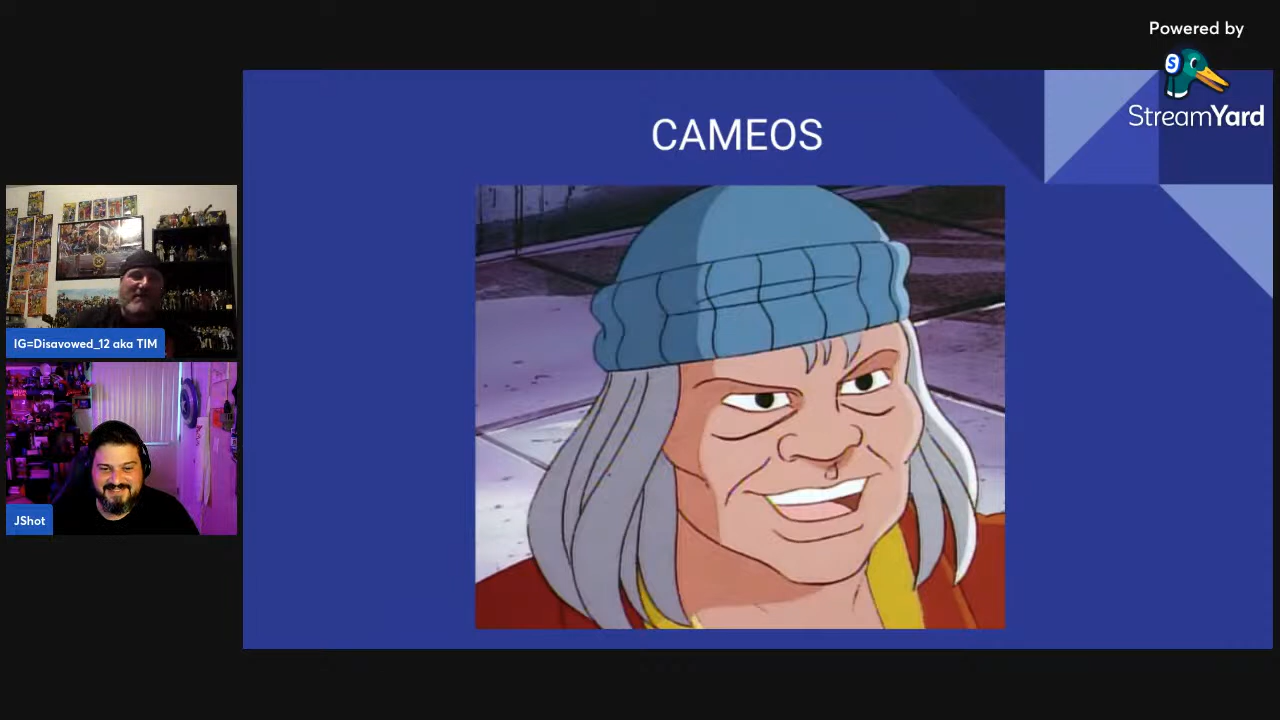 Powered by
StreamYard
CAMEOS
IG=Disavowed_12 aka TIM
JShot